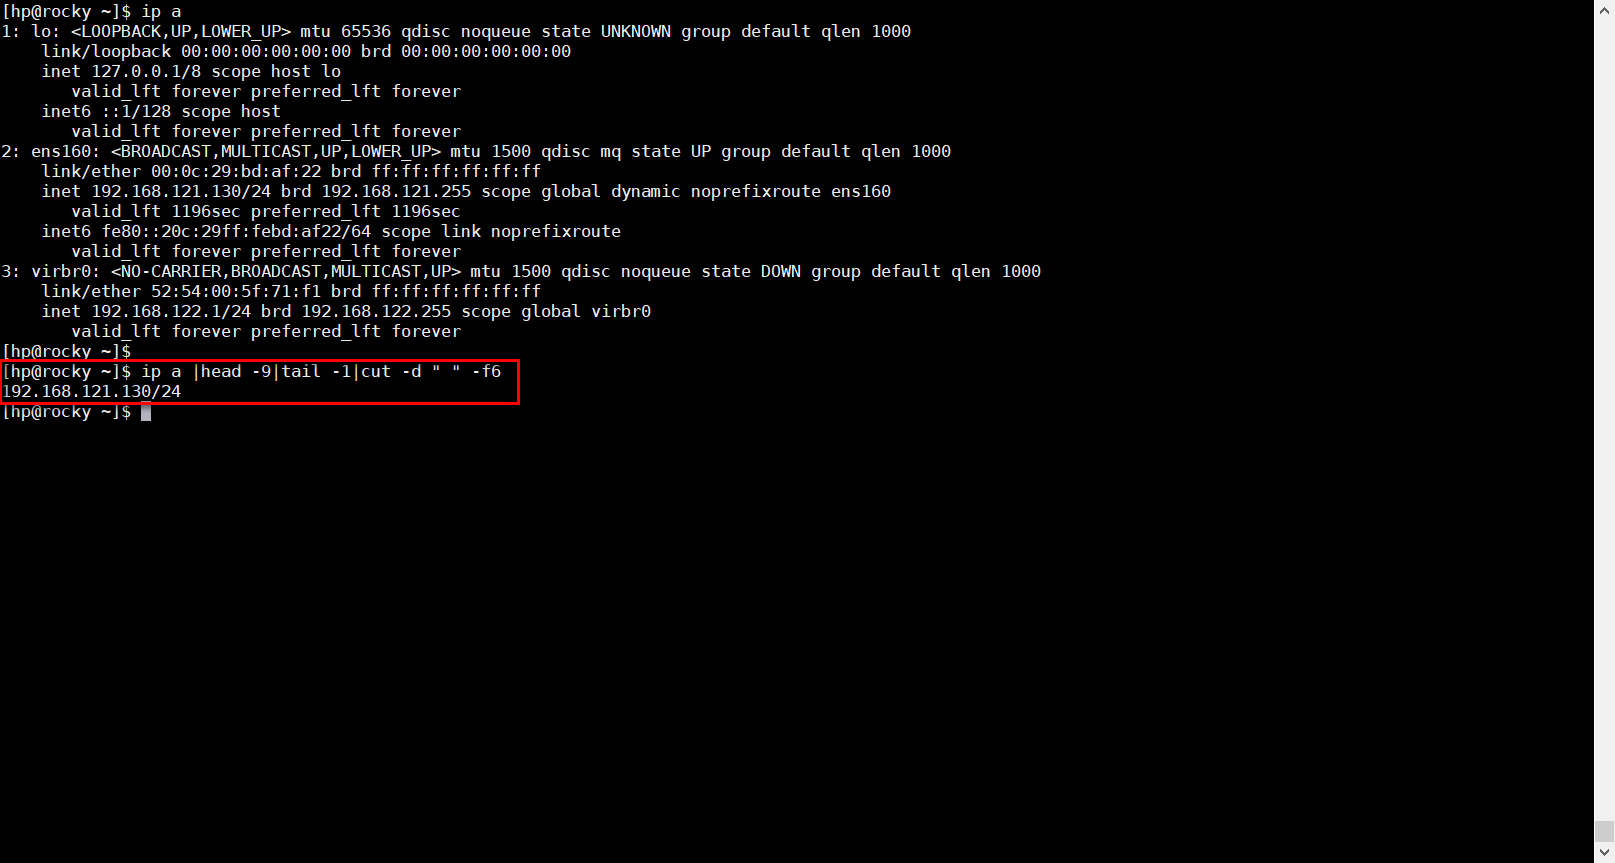 [hp@rocky ~]$ ip a
1: lo: <LOOPBACK,UP,LOWER_UP> mtu 65536 qdisc noqueue state UNKNOWN group default qlen 1000
    link/loopback 00:00:00:00:00:00 brd 00:00:00:00:00:00
    inet 127.0.0.1/8 scope host lo
       valid_lft forever preferred_lft forever
    inet6 ::1/128 scope host
       valid_lft forever preferred_lft forever
2: ens160: <BROADCAST,MULTICAST,UP,LOWER_UP> mtu 1500 qdisc mq state UP group default qlen 1000
    link/ether 00:0c:29:bd:af:22 brd ff:ff:ff:ff:ff:ff
    inet 192.168.121.130/24 brd 192.168.121.255 scope global dynamic noprefixroute ens160
       valid_lft 1196sec preferred_lft 1196sec
    inet6 fe80::20c:29ff:febd:af22/64 scope link noprefixroute
       valid_lft forever preferred_lft forever
3: virbr0: <NO-CARRIER,BROADCAST,MULTICAST,UP> mtu 1500 qdisc noqueue state DOWN group default qlen 1000
    link/ether 52:54:00:5f:71:f1 brd ff:ff:ff:ff:ff:ff
    inet 192.168.122.1/24 brd 192.168.122.255 scope global virbr0
       valid_lft forever preferred_lft forever
[hp@rocky ~]$
[hp@rocky ~]$ ip a |head -9|tail -1|cut -d " " -f6
192.168.121.130/24
[hp@rocky ~]$